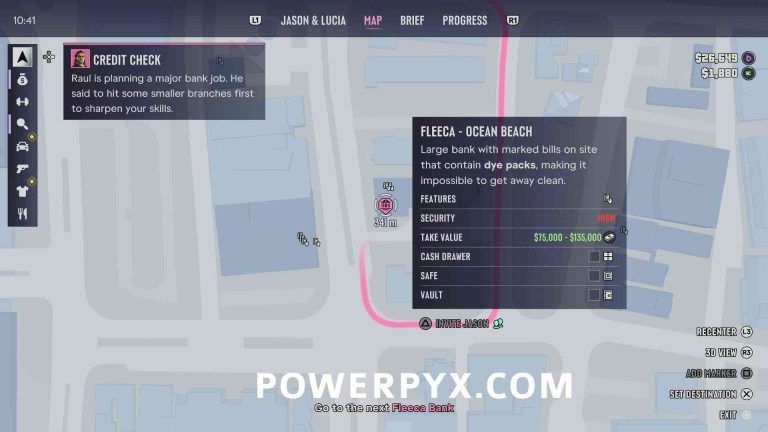 10:41
L1 JASON & LUCIA MAP BRIEF PROGRESS R1
CREDIT CHECK
Raul is planning a major bank job. He
said to hit some smaller branches first
to sharpen your skills.
$26,649
$1,880
FLEECA - OCEAN BEACH
Large bank with marked bills on site
that contain dye packs, making it
impossible to get away clean.
FEATURES
SECURITY HIGH
TAKE VALUE $75,000 - $135,000
CASH DRAWER
SAFE
VAULT
341 m
INVITE JASON
RECENTER L3
3D VIEW R3
ADD MARKER
SET DESTINATION
EXIT
POWERPYX.COM
Go to the next Fleeca Bank